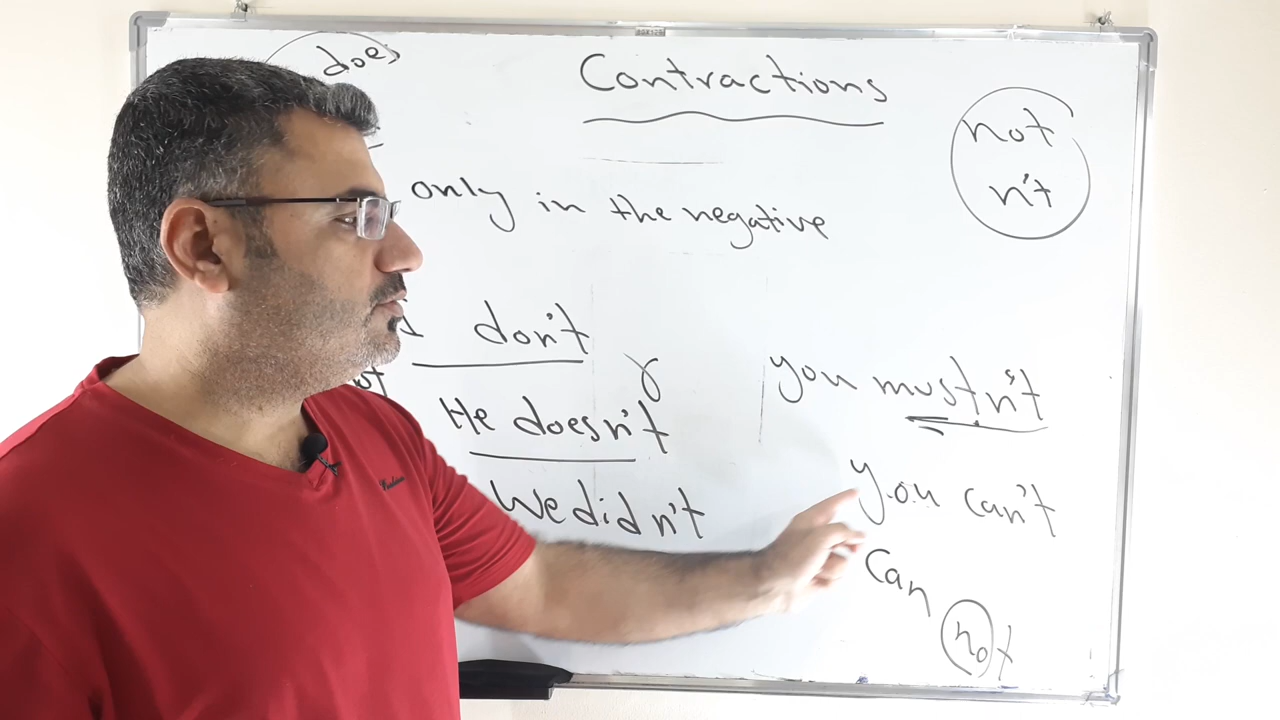 does
Contractions
not
n't
only in the negative
don't
He doesn't
We didn't
you mustn't
you can't
can
not